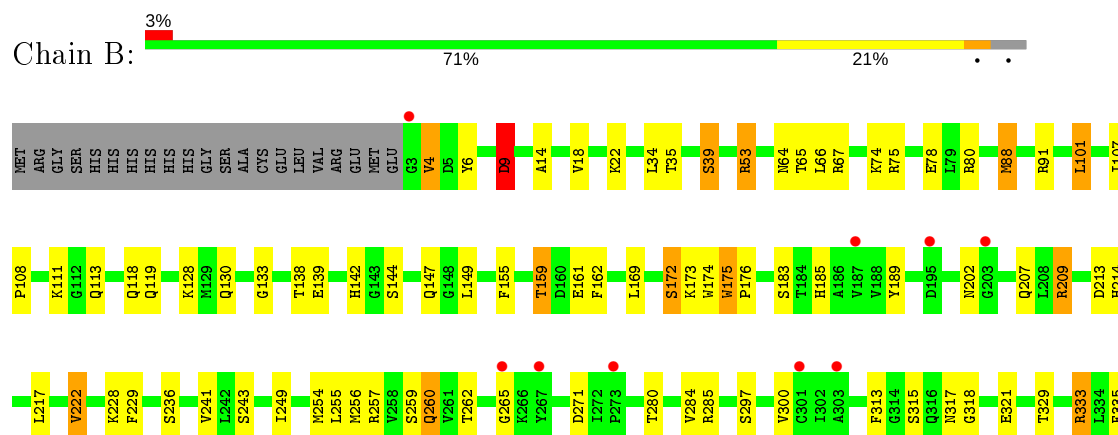 3%
Chain B:
71% 21% • •
MET ARG GLY SER HIS HIS HIS HIS HIS HIS GLY SER ALA CYS GLU LEU VAL ARG GLU MET GLU G3 V4 D5 Y6 D9 A14 V18 K22 L34 T35 S39 R53 N64 T65 L66 R67 K74 R75 E78 L79 R80 M88 R91 L101
P108 K111 G112 Q113 Q118 Q119 K128 M129 Q130 G133 T138 E139 H142 G143 S144 Q147 G148 L149 F155 T159 D160 E161 F162 L169 S172 K173 W174 W175 P176 S183 T184 H185 A186 V187 V188 Y189 D195 N202 G203 Q207 L208 R209 D213
L217 V222 K228 F229 S236 V241 L242 S243 I249 M254 L255 M256 R257 V258 S259 Q260 V261 T262 G265 K266 Y267 D271 I272 P273 T280 V284 R285 S297 V300 C301 I302 A303 F313 G314 S315 Q316 N317 G318 E321 T329 R333 L334